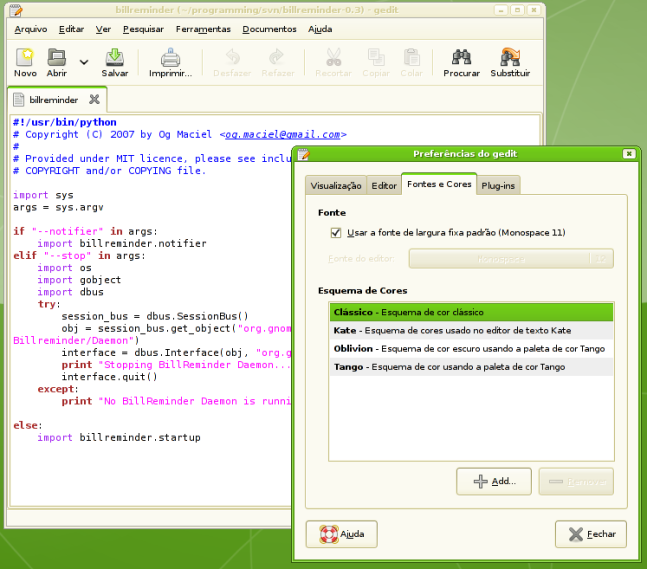 billreminder (~/programming/svn/billreminder-0.3) - gedit
Arquivo Editar Ver Pesquisar Ferramentas Documentos Ajuda
Novo Abrir Salvar Imprimir... Desfazer Refazer Recortar Copiar Colar Procurar Substituir
billreminder
#!/usr/bin/python
# Copyright (C) 2007 by Og Maciel <og.maciel@gmail.com>
#
# Provided under MIT licence, please see inclu
# COPYRIGHT and/or COPYING file.
import sys
args = sys.argv
if "--notifier" in args:
import billreminder.notifier
elif "--stop" in args:
import os
import gobject
import dbus
try:
session_bus = dbus.SessionBus()
obj = session_bus.get_object("org.gnom
Billreminder/Daemon")
interface = dbus.Interface(obj, "org.g
print "Stopping BillReminder Daemon...
interface.quit()
except:
print "No BillReminder Daemon is runni
else:
import billreminder.startup
Preferências do gedit
Visualização Editor Fontes e Cores Plug-ins
Fonte
Usar a fonte de largura fixa padrão (Monospace 11)
Fonte do editor: Monospace 12
Esquema de Cores
Clássico - Esquema de cor clássico
Kate - Esquema de cores usado no editor de texto Kate
Oblivion - Esquema de cor escuro usando a paleta de cor Tango
Tango - Esquema de cor usando a paleta de cor Tango
Add... Remover
Ajuda Fechar